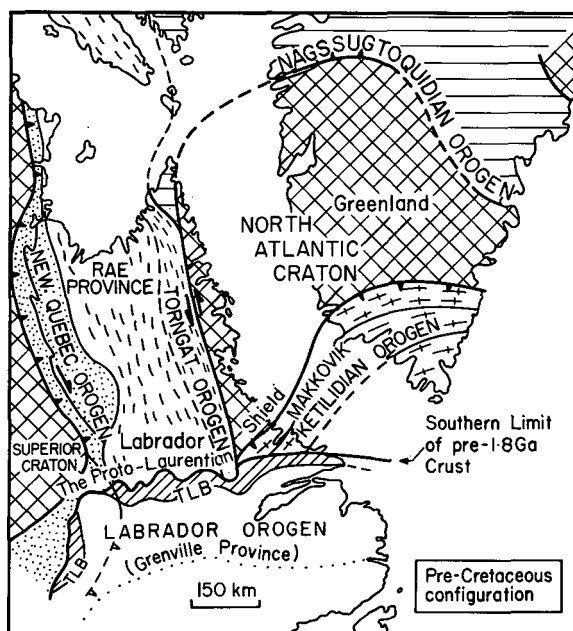 NAGSSUGTOQUIDIAN OROGEN
Greenland
NORTH
ATLANTIC
CRATON
RAE
PROVINCE
NEW QUEBEC OROGEN
TORNGAT OROGEN
MAKKOVIK
KETILIDIAN OROGEN
Shield
Labrador
SUPERIOR
CRATON
The Proto-Laurentian
Southern Limit
of pre-1·8Ga
Crust
TLB
TLB
LABRADOR OROGEN
(Grenville Province)
150 km
Pre-Cretaceous
configuration